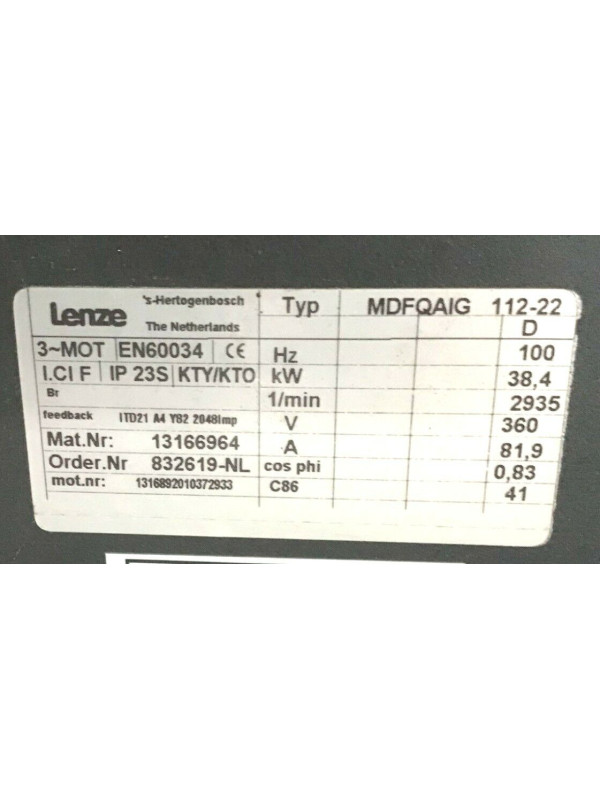 Lenze 's-Hertogenbosch The Netherlands
Typ MDFQAIG 112-22
D
3~MOT EN60034 CE Hz 100
I.Cl F IP 23S KTY/KTO kW 38,4
Br 1/min 2935
feedback ITD21 A4 Y82 2048Imp V 360
Mat.Nr: 13166964 A 81,9
Order.Nr 832619-NL cos phi 0,83
mot.nr: 1316892010372933 C86 41